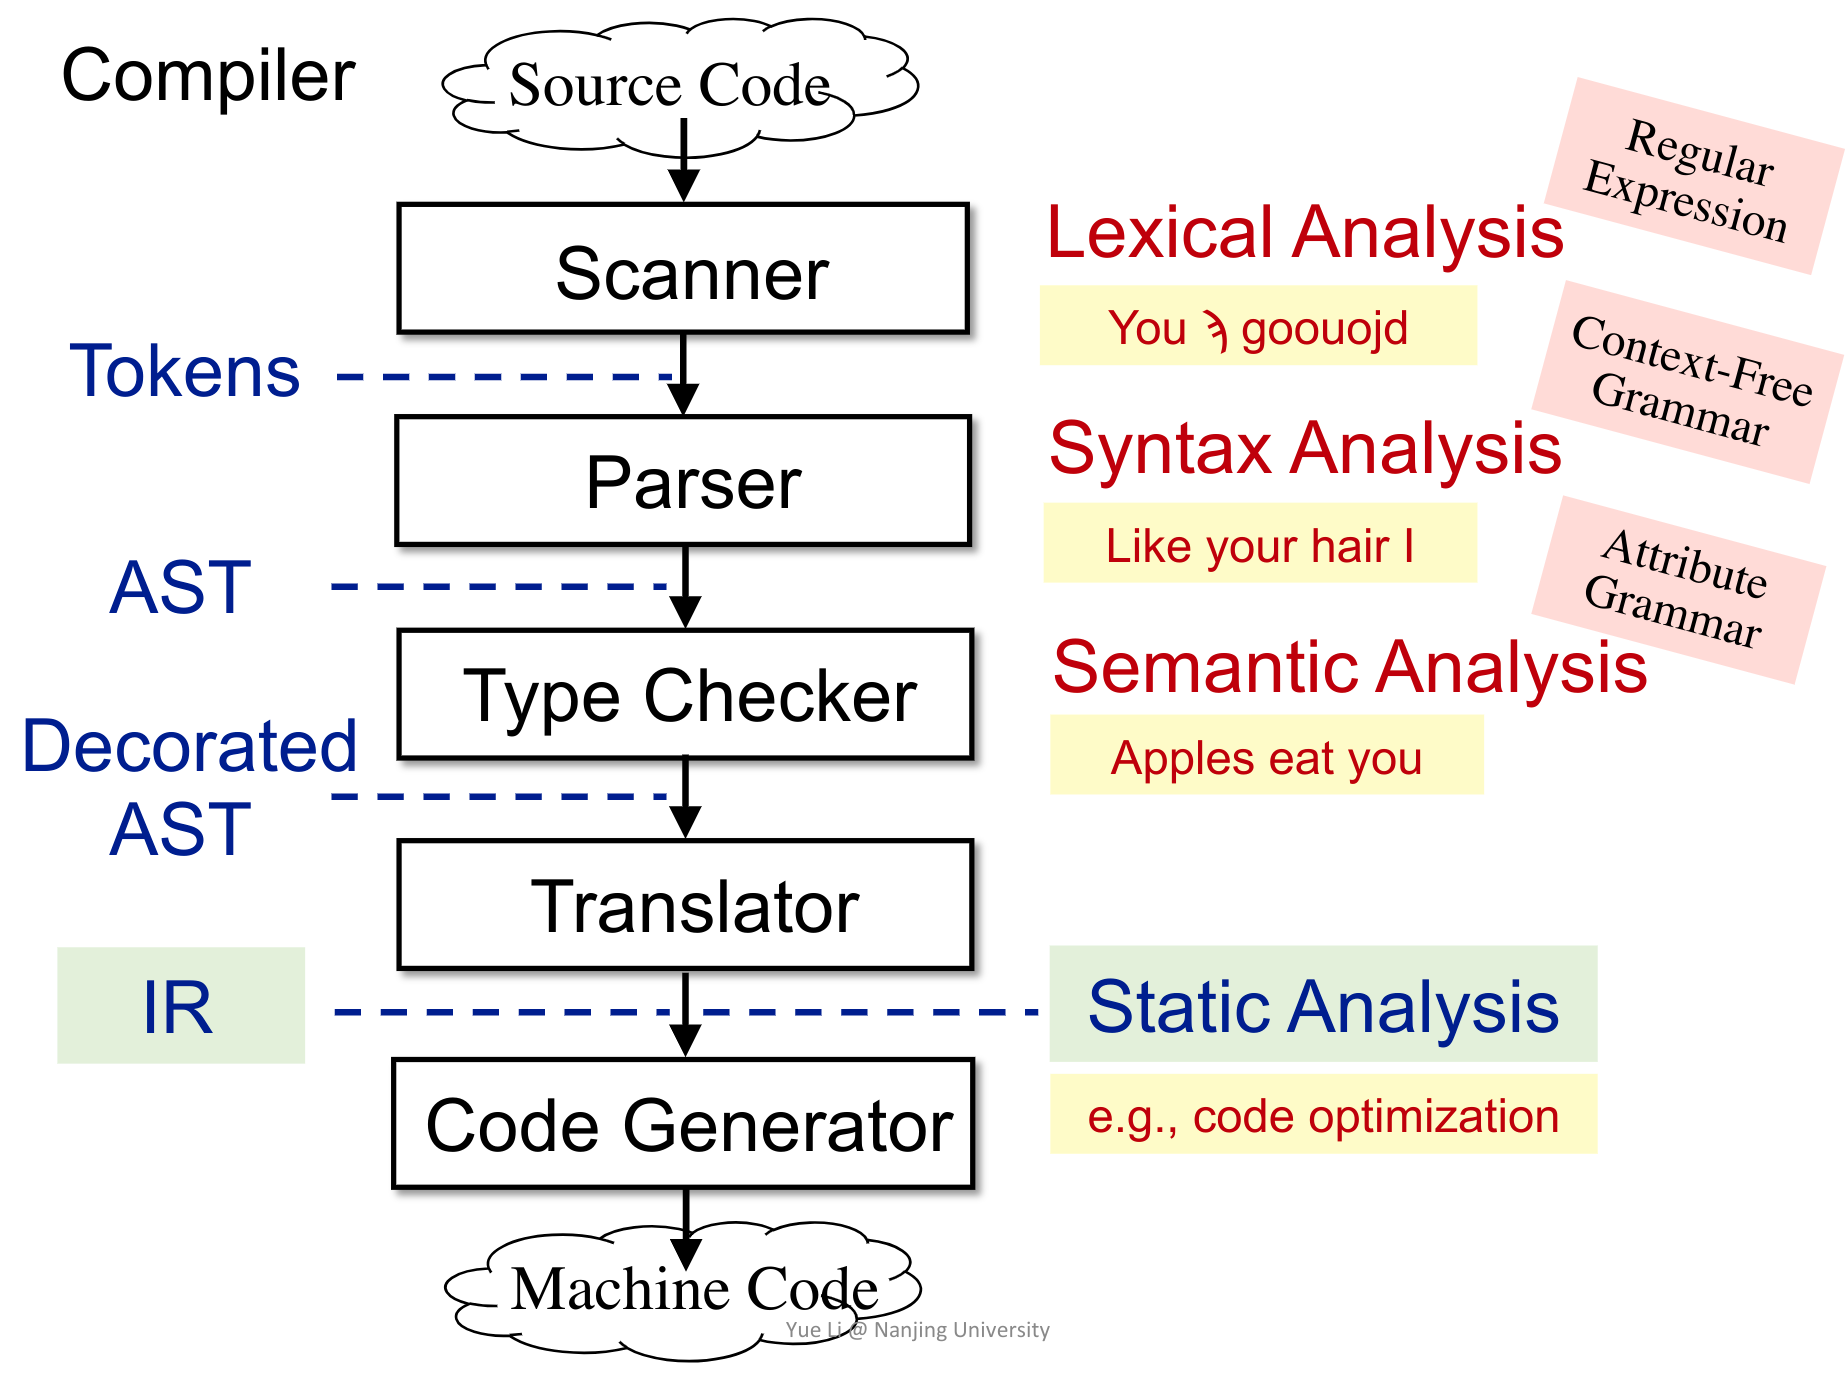 Compiler
Source Code
Regular
Expression
Scanner
Lexical Analysis
You goouojd
Tokens
Context-Free
Grammar
Parser
Syntax Analysis
Like your hair I
AST
Attribute
Grammar
Type Checker
Semantic Analysis
Apples eat you
Decorated
AST
Translator
IR
Static Analysis
Code Generator
e.g., code optimization
Machine Code
Yue Li @ Nanjing University